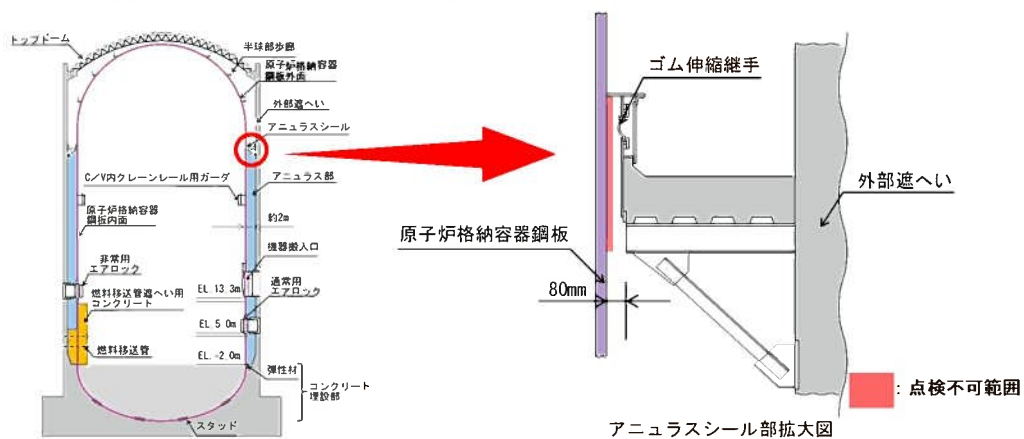 トップドーム
半球部歩廊
原子炉格納容器
鋼板外面
外部遮へい
アニュラスシール
C/V内クレーンレール用ガーダ
アニュラス部
原子炉格納容器
鋼板内面
約2m
機器搬入口
非常用
エアロック
通常用
エアロック
EL.13.3m
燃料移送管遮へい用
コンクリート
EL.5.0m
燃料移送管
EL.-2.0m
弾性材
コンクリート
埋設部
スタッド
ゴム伸縮継手
外部遮へい
原子炉格納容器鋼板
80mm
：点検不可範囲
アニュラスシール部拡大図